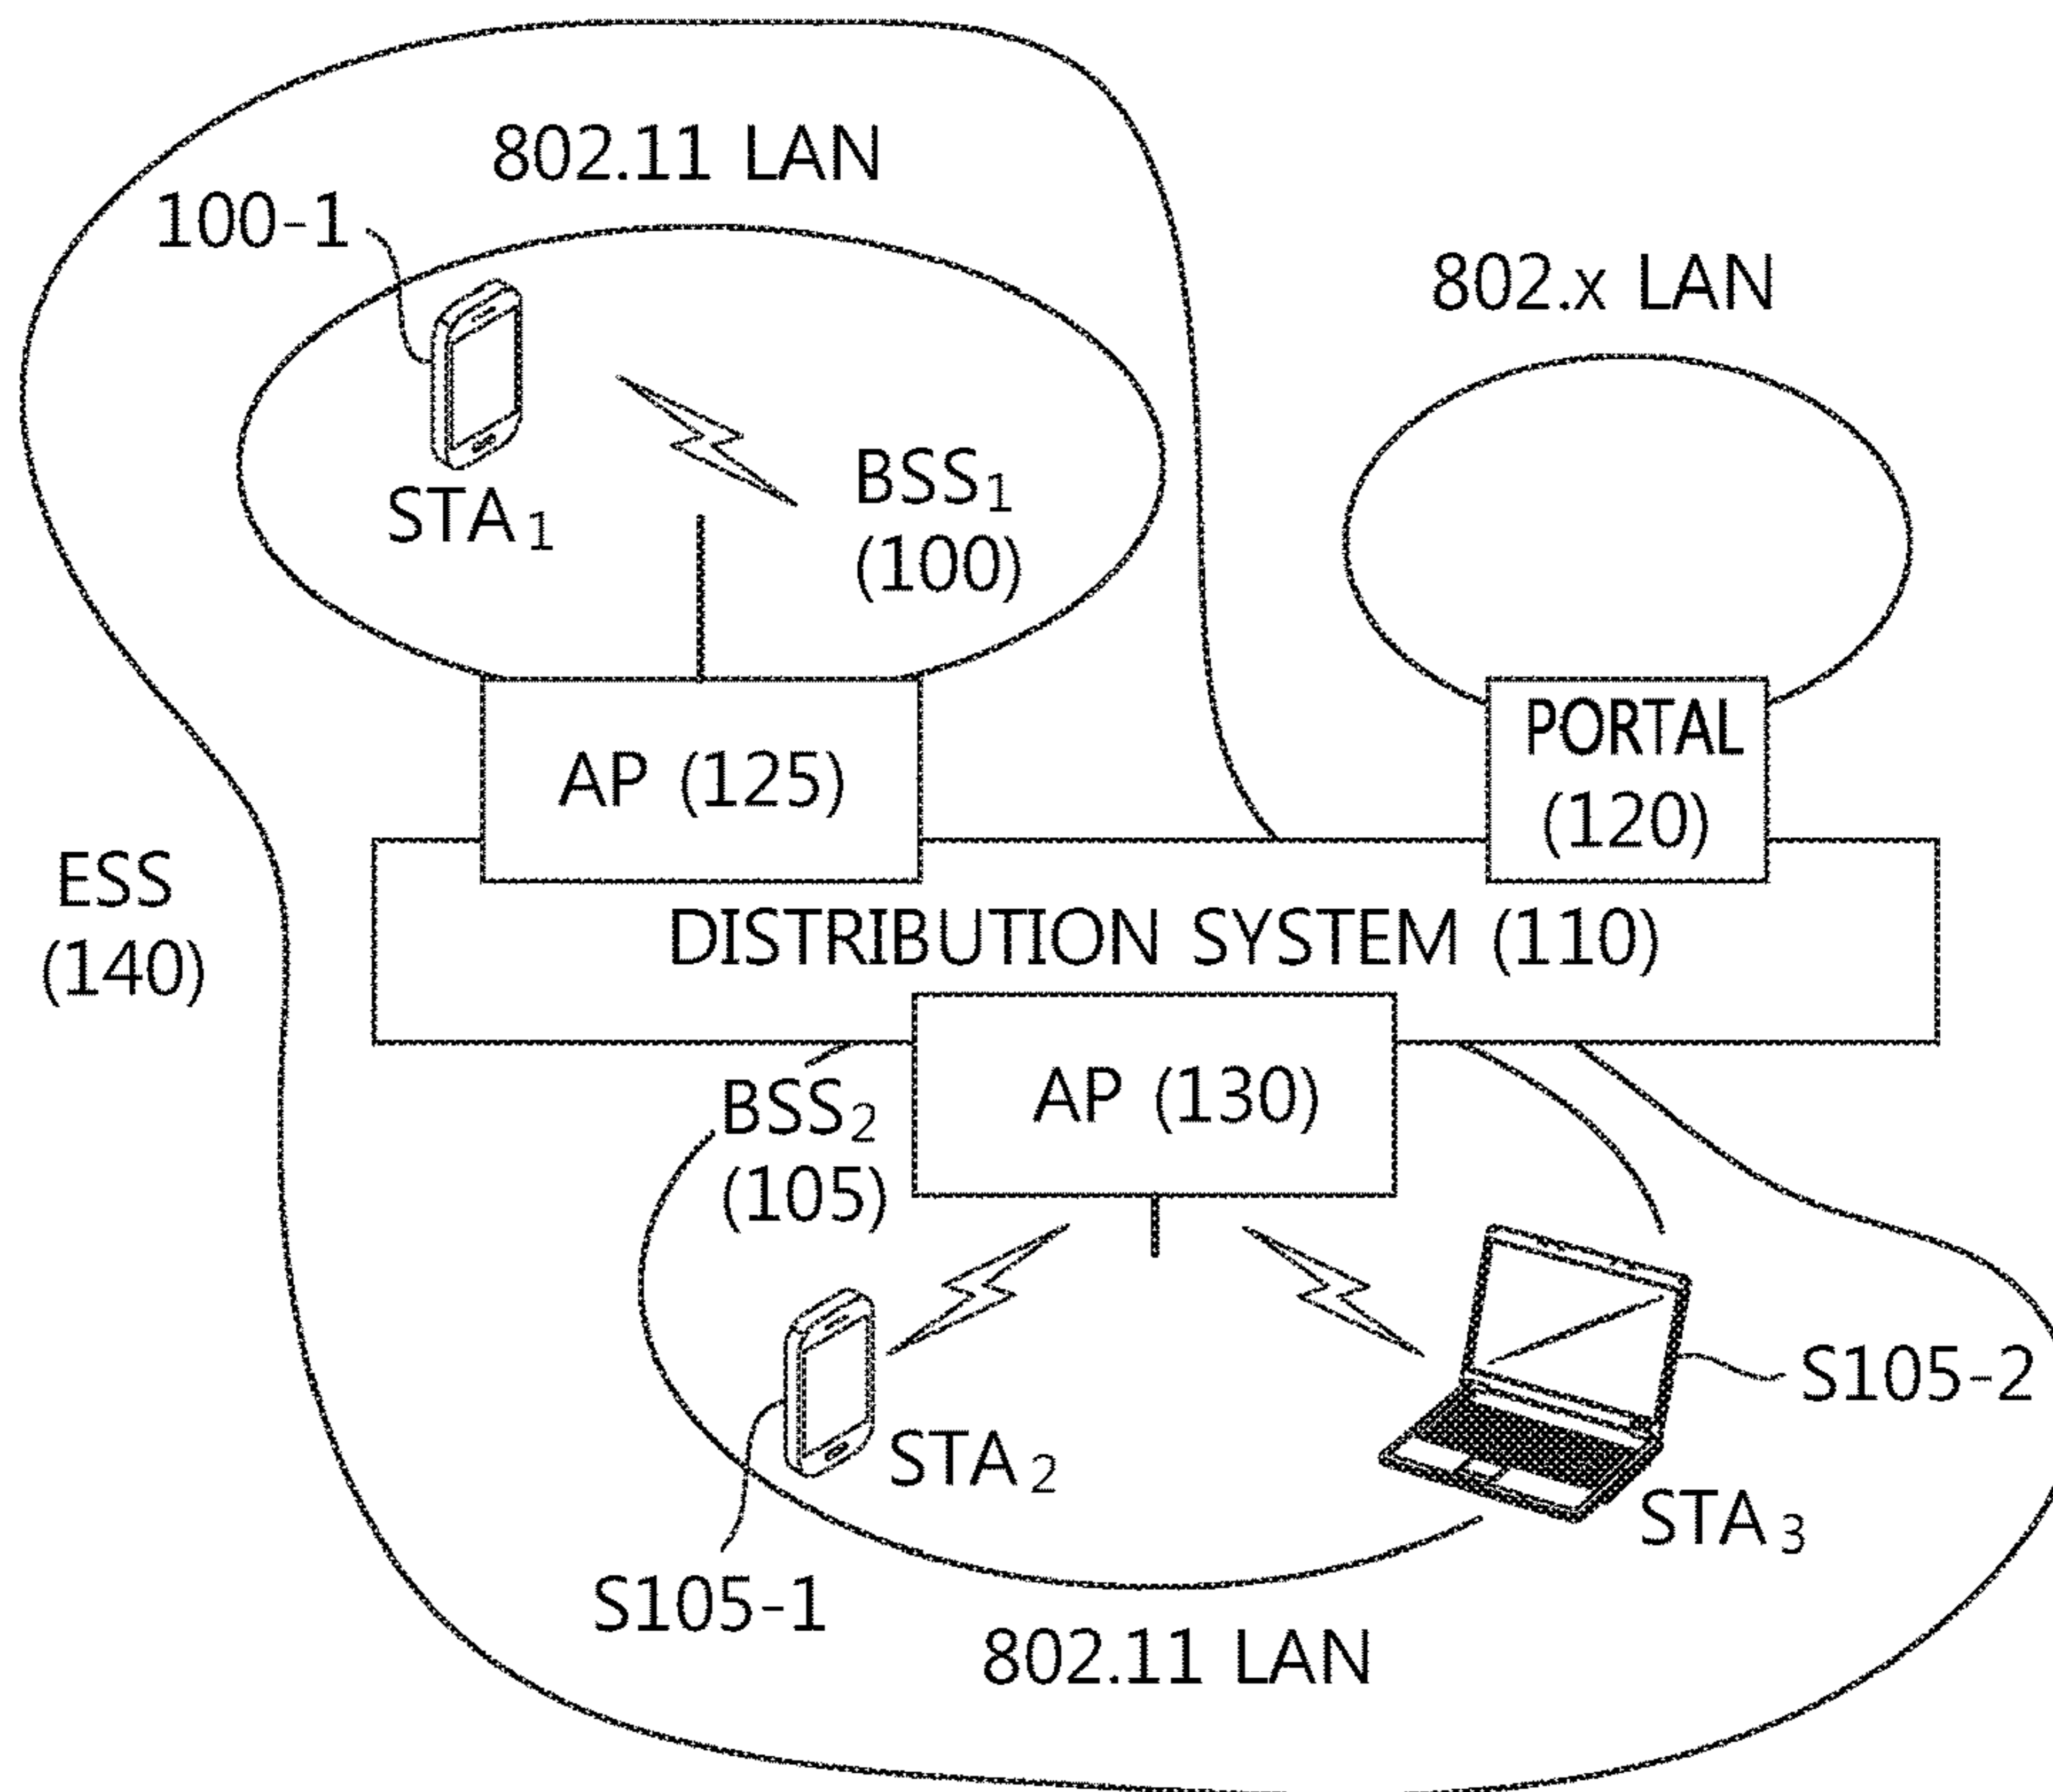 802.11 LAN
100-1
802.x LAN
STA1
BSS1
(100)
AP (125)
PORTAL
(120)
ESS
(140)
DISTRIBUTION SYSTEM (110)
BSS2
(105)
AP (130)
S105-2
STA2
STA3
S105-1
802.11 LAN